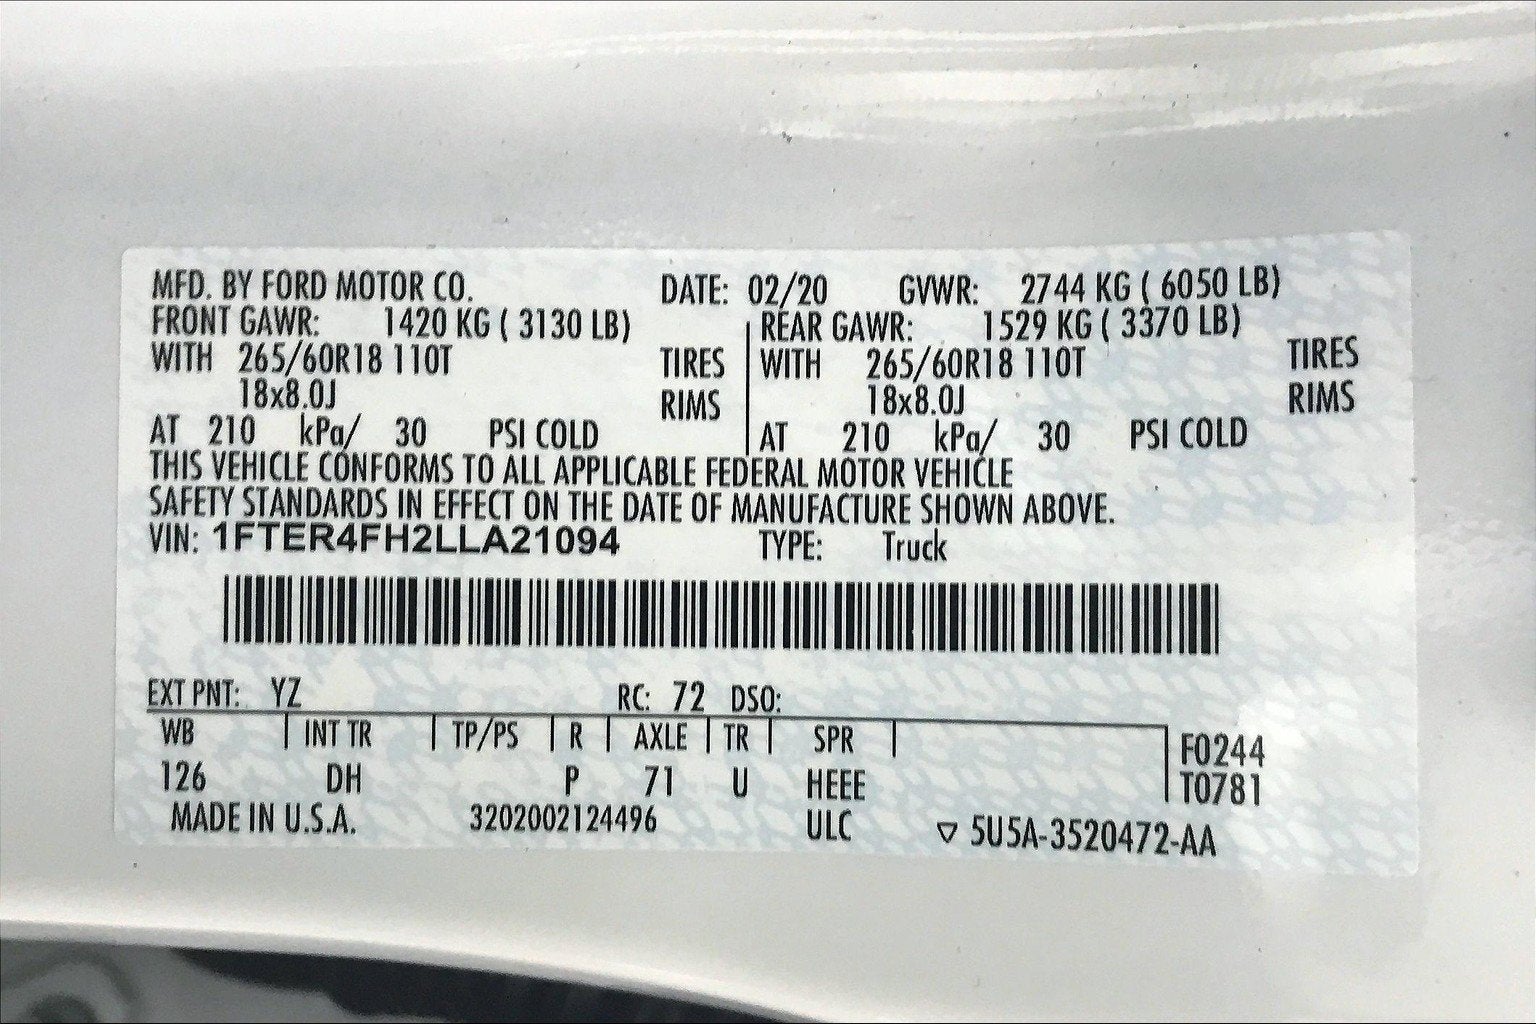 MFD. BY FORD MOTOR CO. DATE: 02/20 GVWR: 2744 KG ( 6050 LB)
FRONT GAWR: 1420 KG ( 3130 LB) REAR GAWR: 1529 KG ( 3370 LB)
WITH 265/60R18 110T TIRES WITH 265/60R18 110T TIRES
18x8.0J RIMS 18x8.0J RIMS
AT 210 kPa/ 30 PSI COLD AT 210 kPa/ 30 PSI COLD
THIS VEHICLE CONFORMS TO ALL APPLICABLE FEDERAL MOTOR VEHICLE
SAFETY STANDARDS IN EFFECT ON THE DATE OF MANUFACTURE SHOWN ABOVE.
VIN: 1FTER4FH2LLA21094 TYPE: Truck
EXT PNT: YZ RC: 72 DSO:
WB INT TR TP/PS R AXLE TR SPR F0244
126 DH P 71 U HEEE T0781
MADE IN U.S.A. 3202002124496 ULC ▽ 5U5A-3520472-AA